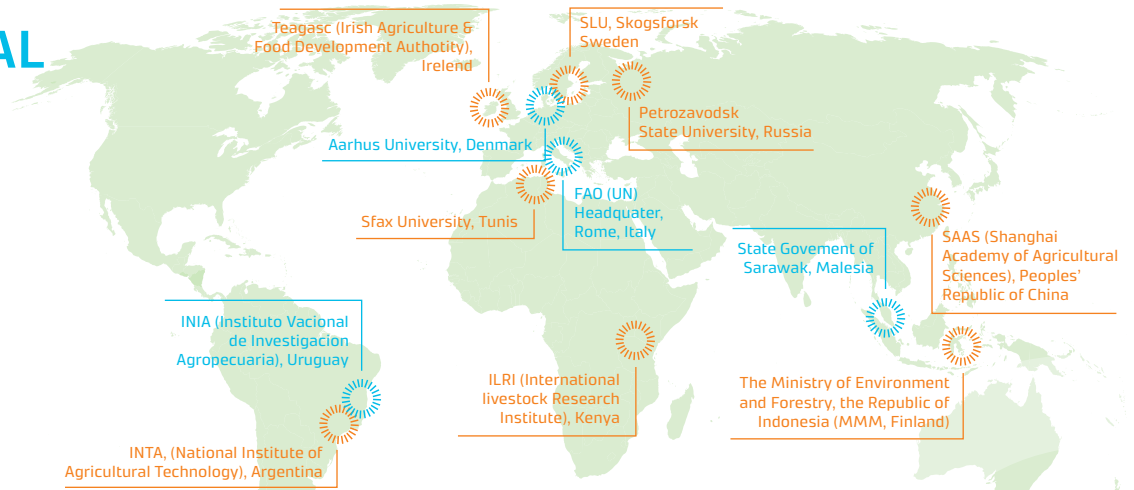 AL
Teagasc (Irish Agriculture &
Food Development Authotity),
Irelend
SLU, Skogsforsk
Sweden
Petrozavodsk
State University, Russia
Aarhus University, Denmark
FAO (UN)
Headquater,
Rome, Italy
Sfax University, Tunis
State Govement of
Sarawak, Malesia
SAAS (Shanghai
Academy of Agricultural
Sciences), Peoples'
Republic of China
INIA (Instituto Vacional
de Investigacion
Agropecuaria), Uruguay
ILRI (International
livestock Research
Institute), Kenya
The Ministry of Environment
and Forestry, the Republic of
Indonesia (MMM, Finland)
INTA, (National Institute of
Agricultural Technology), Argentina